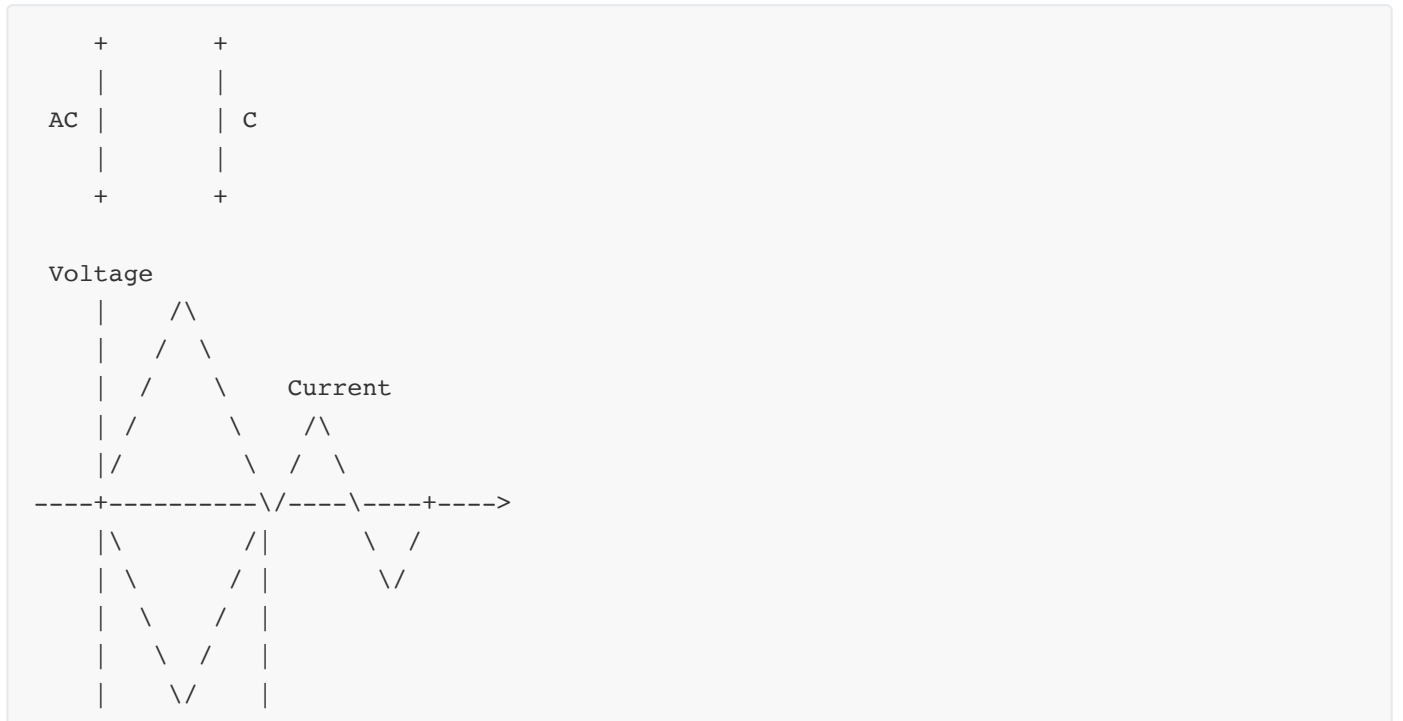 +       +
|       |
AC |       | C
|       |
+       +
Voltage
|    /\
|   /  \
|  /    \    Current
| /      \    /\
|/        \  /  \
----+----------\/----\----+---->
|\        /|      \  /
| \      / |       \/
|  \    /  |
|   \  /   |
|    \/    |